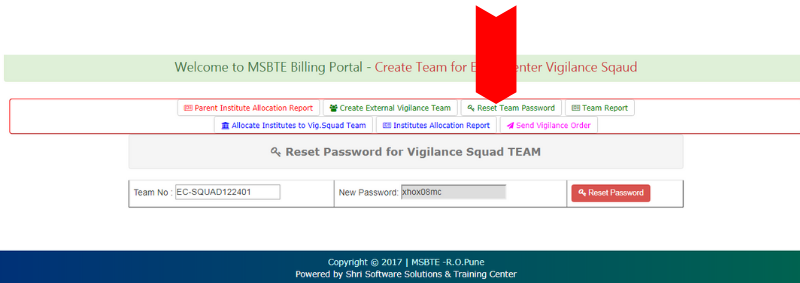 Welcome to MSBTE Billing Portal - Create Team for E enter Vigilance Sqaud
Parent Institute Allocation Report Create External Vigilance Team Reset Team Password Team Report
Allocate Institutes to Vig.Squad Team Institutes Allocation Report Send Vigilance Order
Reset Password for Vigilance Squad TEAM
Team No : EC-SQUAD122401 New Password: xhox08mc Reset Password
Copyright © 2017 | MSBTE -R.O.Pune
Powered by Shri Software Solutions & Training Center